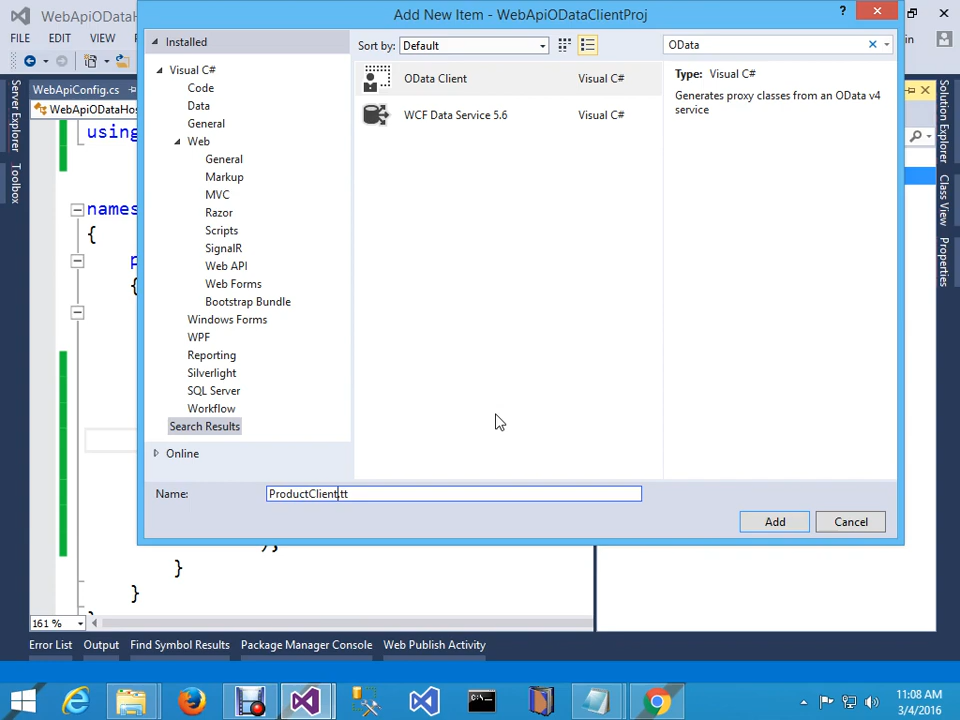 WebApiODataH
Add New Item - WebApiODataClientProj
?
FILE
EDIT
VIEW
in
WebApiConfig.cs
WebApiODataHos
Server Explorer
Toolbox
Installed
Visual C#
Code
Data
General
Web
General
Markup
MVC
Razor
Scripts
SignalR
Web API
Web Forms
Bootstrap Bundle
Windows Forms
WPF
Reporting
Silverlight
SQL Server
Workflow
Search Results
Online
Sort by: Default
OData Client Visual C#
WCF Data Service 5.6 Visual C#
OData
Type: Visual C#
Generates proxy classes from an OData v4
service
Name: ProductClient.tt
Add
Cancel
Solution Explorer
Class View
Properties
using
names
{
p
{
);
}
}
161 %
Error List
Output
Find Symbol Results
Package Manager Console
Web Publish Activity
11:08 AM
3/4/2016